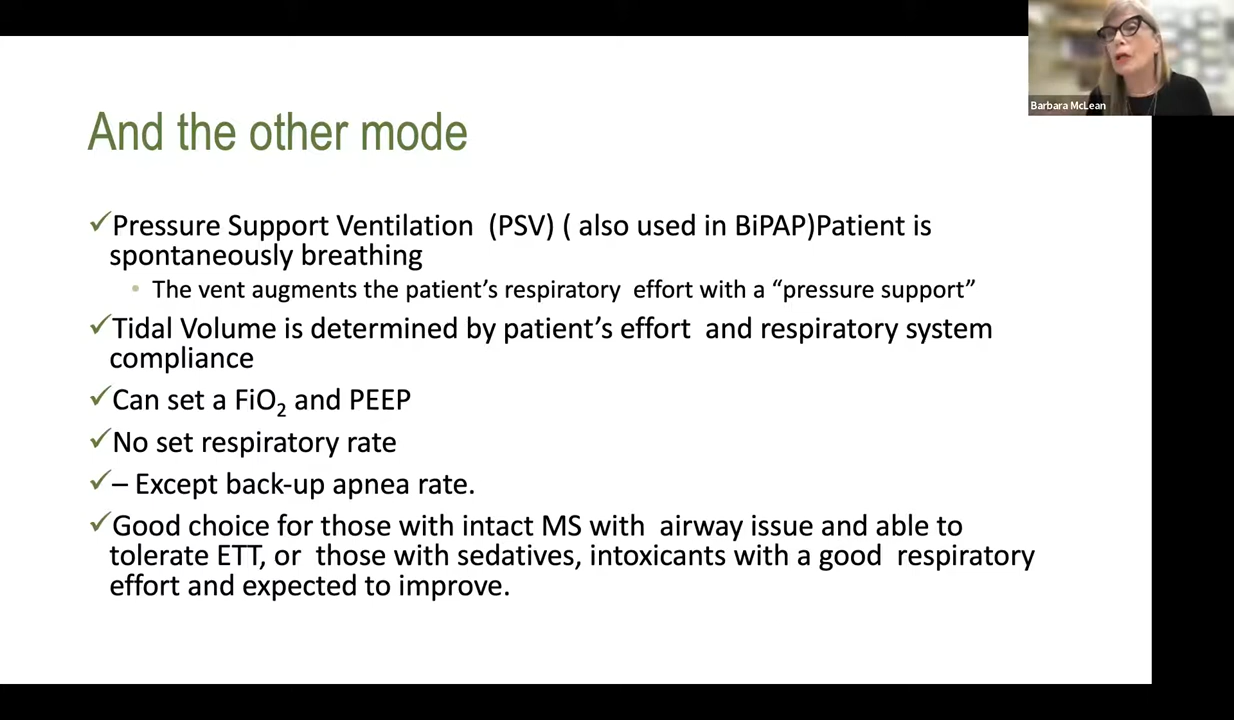 Barbara McLean
And the other mode
✓Pressure Support Ventilation (PSV) ( also used in BiPAP)Patient is
spontaneously breathing
• The vent augments the patient’s respiratory effort with a “pressure support”
✓Tidal Volume is determined by patient’s effort and respiratory system
compliance
✓Can set a FiO₂ and PEEP
✓No set respiratory rate
✓– Except back-up apnea rate.
✓Good choice for those with intact MS with airway issue and able to
tolerate ETT, or those with sedatives, intoxicants with a good respiratory
effort and expected to improve.